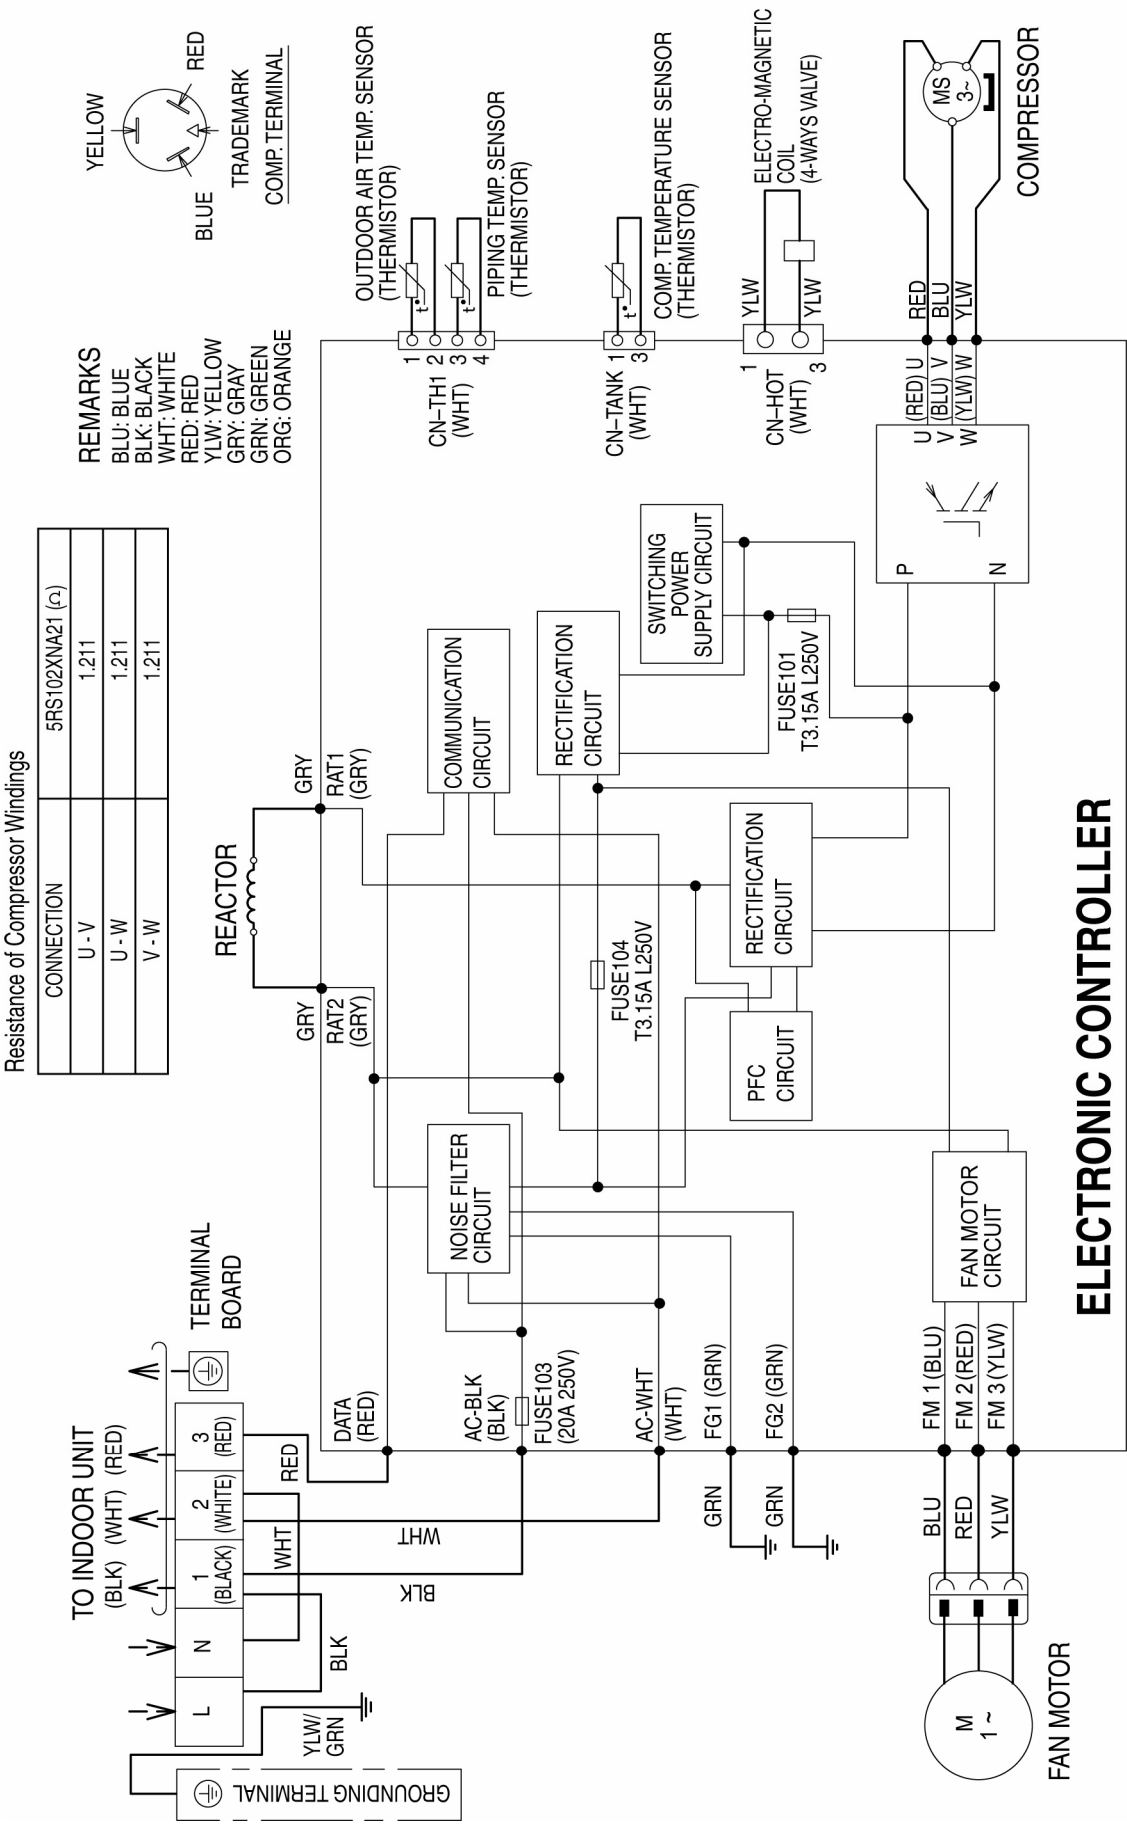 Resistance of Compressor Windings
CONNECTION
5RS102XNA21 (Ω)
U - V
1.211
U - W
1.211
V - W
1.211
REMARKS
BLU: BLUE
BLK: BLACK
WHT: WHITE
RED: RED
YLW: YELLOW
GRY: GRAY
GRN: GREEN
ORG: ORANGE
YELLOW
RED
BLUE
TRADEMARK
COMP. TERMINAL
TO INDOOR UNIT
(BLK)
(WHT)
(RED)
L
N
1
(BLACK)
2
(WHITE)
3
(RED)
TERMINAL
BOARD
GROUNDING TERMINAL
YLW/
GRN
BLK
WHT
RED
BLK
WHT
REACTOR
GRY
GRY
RAT2
(GRY)
RAT1
(GRY)
DATA
(RED)
AC-BLK
(BLK)
FUSE103
(20A 250V)
AC-WHT
(WHT)
FG1 (GRN)
FG2 (GRN)
GRN
GRN
NOISE FILTER
CIRCUIT
COMMUNICATION
CIRCUIT
RECTIFICATION
CIRCUIT
FUSE104
T3.15A L250V
SWITCHING
POWER
SUPPLY CIRCUIT
FUSE101
T3.15A L250V
PFC
CIRCUIT
RECTIFICATION
CIRCUIT
P
N
U
V
W
(RED) U
(BLU) V
(YLW) W
RED
BLU
YLW
MS
3~
COMPRESSOR
OUTDOOR AIR TEMP. SENSOR
(THERMISTOR)
t°
t°
PIPING TEMP. SENSOR
(THERMISTOR)
1
2
3
4
CN-TH1
(WHT)
COMP. TEMPERATURE SENSOR
(THERMISTOR)
t°
1
3
CN-TANK
(WHT)
ELECTRO-MAGNETIC
COIL
(4-WAYS VALVE)
YLW
YLW
1
3
CN-HOT
(WHT)
FAN MOTOR
CIRCUIT
FM 1 (BLU)
FM 2 (RED)
FM 3 (YLW)
BLU
RED
YLW
M
1 ~
FAN MOTOR
ELECTRONIC CONTROLLER